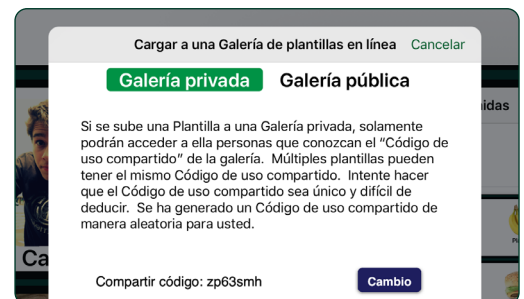 Cargar a una Galería de plantillas en línea Cancelar
Galería privada Galería pública
Si se sube una Plantilla a una Galería privada, solamente
podrán acceder a ella personas que conozcan el “Código de
uso compartido” de la galería. Múltiples plantillas pueden
tener el mismo Código de uso compartido. Intente hacer
que el Código de uso compartido sea único y difícil de
deducir. Se ha generado un Código de uso compartido de
manera aleatoria para usted.
Compartir código: zp63smh Cambio
idas
Ca